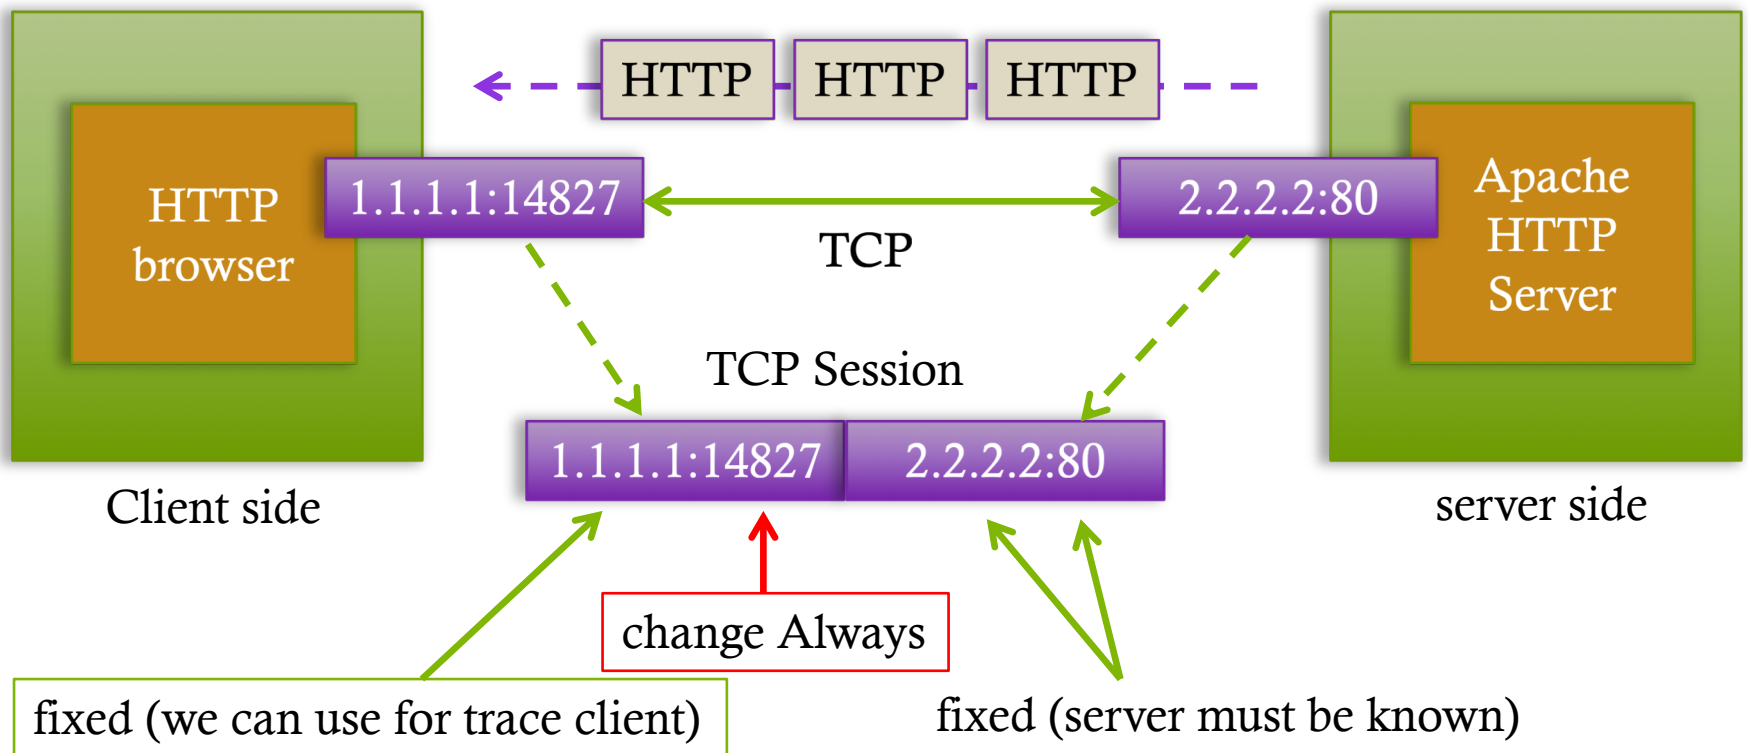 HTTP HTTP HTTP
HTTP
browser
1.1.1.1:14827
2.2.2.2:80
Apache
HTTP
Server
TCP
TCP Session
1.1.1.1:14827 2.2.2.2:80
Client side
server side
change Always
fixed (we can use for trace client)
fixed (server must be known)